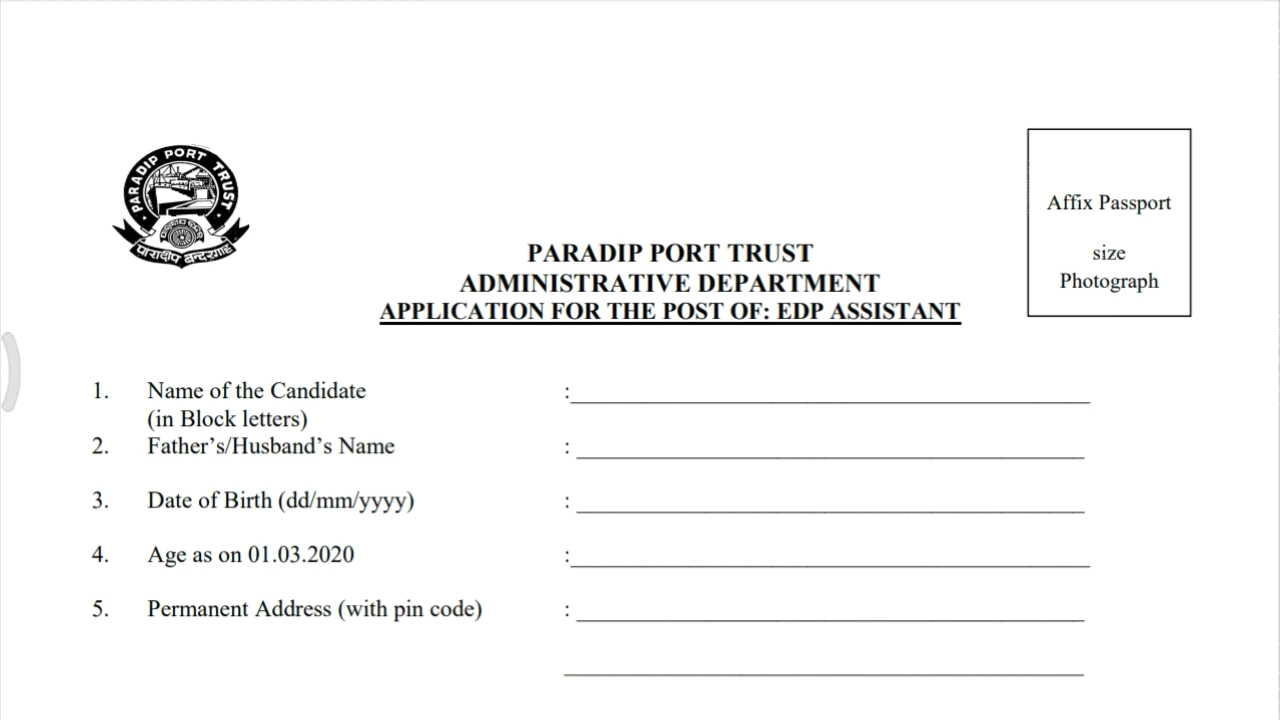 PARADIP PORT TRUST
पारादीप बन्दरगाह
Affix Passport
size
Photograph
PARADIP PORT TRUST
ADMINISTRATIVE DEPARTMENT
APPLICATION FOR THE POST OF: EDP ASSISTANT
1. Name of the Candidate :
(in Block letters)
2. Father’s/Husband’s Name :
3. Date of Birth (dd/mm/yyyy) :
4. Age as on 01.03.2020 :
5. Permanent Address (with pin code) :